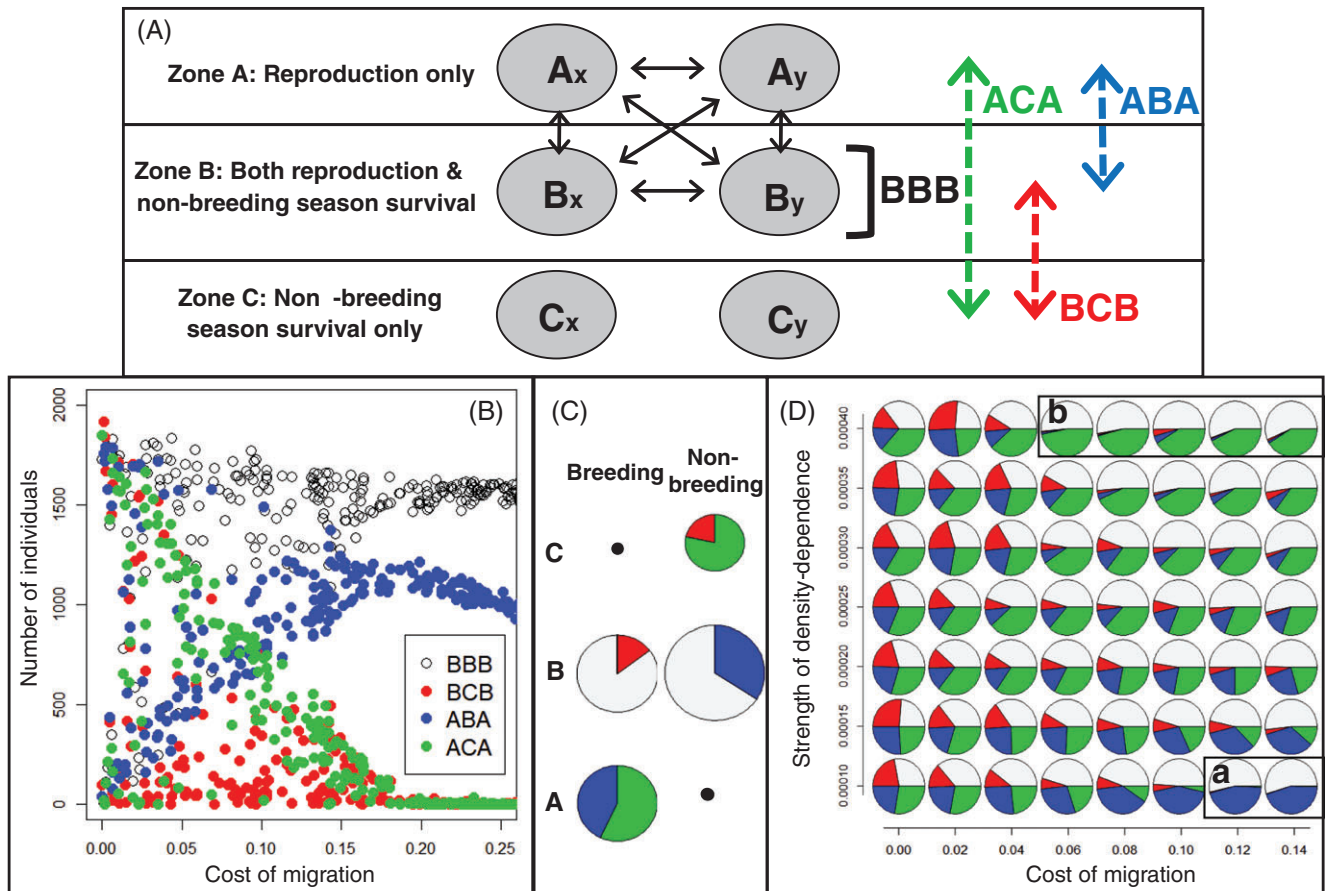 (A)
Zone A: Reproduction only
Ax
Ay
ACA
ABA
Zone B: Both reproduction &
non-breeding season survival
Bx
By
BBB
Zone C: Non -breeding
season survival only
Cx
Cy
BCB
(B)
Number of individuals
2000
1500
1000
500
0
BBB
BCB
ABA
ACA
0.00 0.05 0.10 0.15 0.20 0.25
Cost of migration
(C)
Breeding
Non-
breeding
C
B
A
(D)
Strength of density-dependence
0.00040
0.00035
0.00030
0.00025
0.00020
0.00015
0.00010
b
a
0.00 0.02 0.04 0.06 0.08 0.10 0.12 0.14
Cost of migration